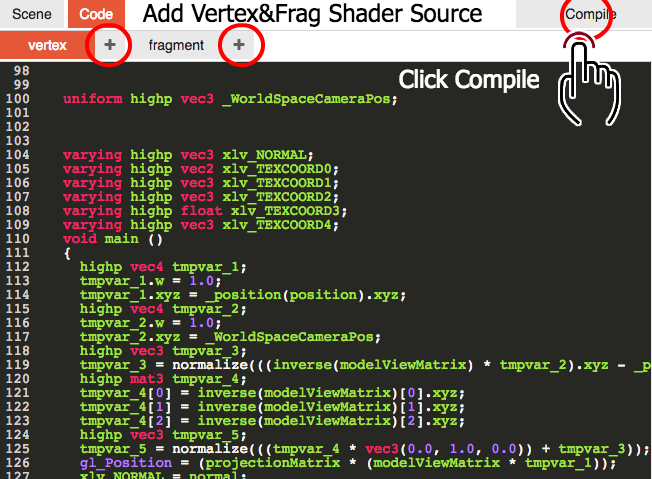 Scene Code Add Vertex&Frag Shader Source Compile
vertex + fragment +
Click Compile
98
99
100 uniform highp vec3 _WorldSpaceCameraPos;
101
102
103
104 varying highp vec3 xlv_NORMAL;
105 varying highp vec2 xlv_TEXCOORD0;
106 varying highp vec3 xlv_TEXCOORD1;
107 varying highp vec3 xlv_TEXCOORD2;
108 varying highp float xlv_TEXCOORD3;
109 varying highp vec3 xlv_TEXCOORD4;
110 void main ()
111 {
112 highp vec4 tmpvar_1;
113 tmpvar_1.w = 1.0;
114 tmpvar_1.xyz = _position(position).xyz;
115 highp vec4 tmpvar_2;
116 tmpvar_2.w = 1.0;
117 tmpvar_2.xyz = _WorldSpaceCameraPos;
118 highp vec3 tmpvar_3;
119 tmpvar_3 = normalize(((inverse(modelViewMatrix) * tmpvar_2).xyz - _p
120 highp mat3 tmpvar_4;
121 tmpvar_4[0] = inverse(modelViewMatrix)[0].xyz;
122 tmpvar_4[1] = inverse(modelViewMatrix)[1].xyz;
123 tmpvar_4[2] = inverse(modelViewMatrix)[2].xyz;
124 highp vec3 tmpvar_5;
125 tmpvar_5 = normalize(((tmpvar_4 * vec3(0.0, 1.0, 0.0)) + tmpvar_3));
126 gl_Position = (projectionMatrix * (modelViewMatrix * tmpvar_1));
127 xlv_NORMAL = normal;